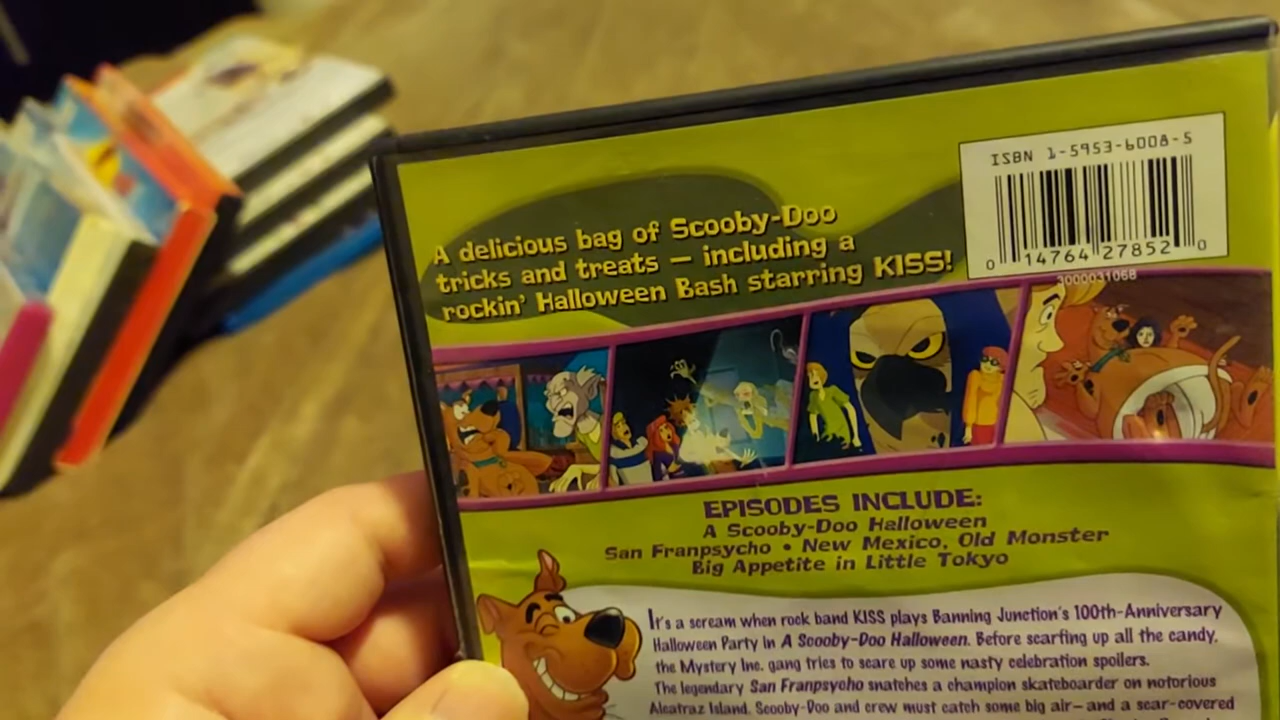 ISBN 1-5953-6008-5
0 14764 27852 0
3000031068
A delicious bag of Scooby-Doo
tricks and treats — including a
rockin' Halloween Bash starring KISS!
EPISODES INCLUDE:
A Scooby-Doo Halloween
San Franpsycho • New Mexico, Old Monster
Big Appetite in Little Tokyo
It's a scream when rock band KISS plays Banning Junction's 100th-Anniversary
Halloween Party in A Scooby-Doo Halloween. Before scarfing up all the candy,
the Mystery Inc. gang tries to scare up some nasty celebration spoilers.
The legendary San Franpsycho snatches a champion skateboarder on notorious
Alcatraz Island. Scooby-Doo and crew must catch some big air—and a scar-covered